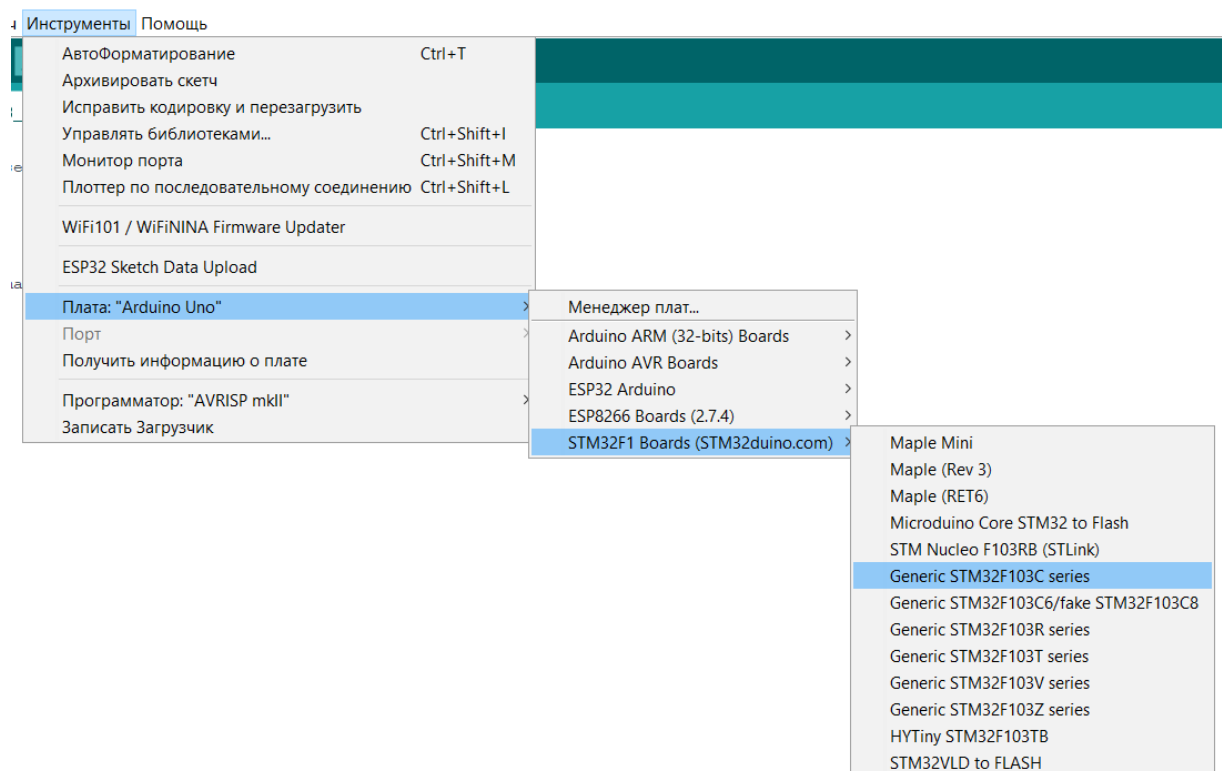 Инструменты Помощь
АвтоФорматирование Ctrl+T
Архивировать скетч
Исправить кодировку и перезагрузить
Управлять библиотеками... Ctrl+Shift+I
Монитор порта Ctrl+Shift+M
Плоттер по последовательному соединению Ctrl+Shift+L
WiFi101 / WiFiNINA Firmware Updater
ESP32 Sketch Data Upload
Плата: "Arduino Uno"
Порт
Получить информацию о плате
Программатор: "AVRISP mkII"
Записать Загрузчик
Менеджер плат...
Arduino ARM (32-bits) Boards
Arduino AVR Boards
ESP32 Arduino
ESP8266 Boards (2.7.4)
STM32F1 Boards (STM32duino.com)
Maple Mini
Maple (Rev 3)
Maple (RET6)
Microduino Core STM32 to Flash
STM Nucleo F103RB (STLink)
Generic STM32F103C series
Generic STM32F103C6/fake STM32F103C8
Generic STM32F103R series
Generic STM32F103T series
Generic STM32F103V series
Generic STM32F103Z series
HYTiny STM32F103TB
STM32VLD to FLASH